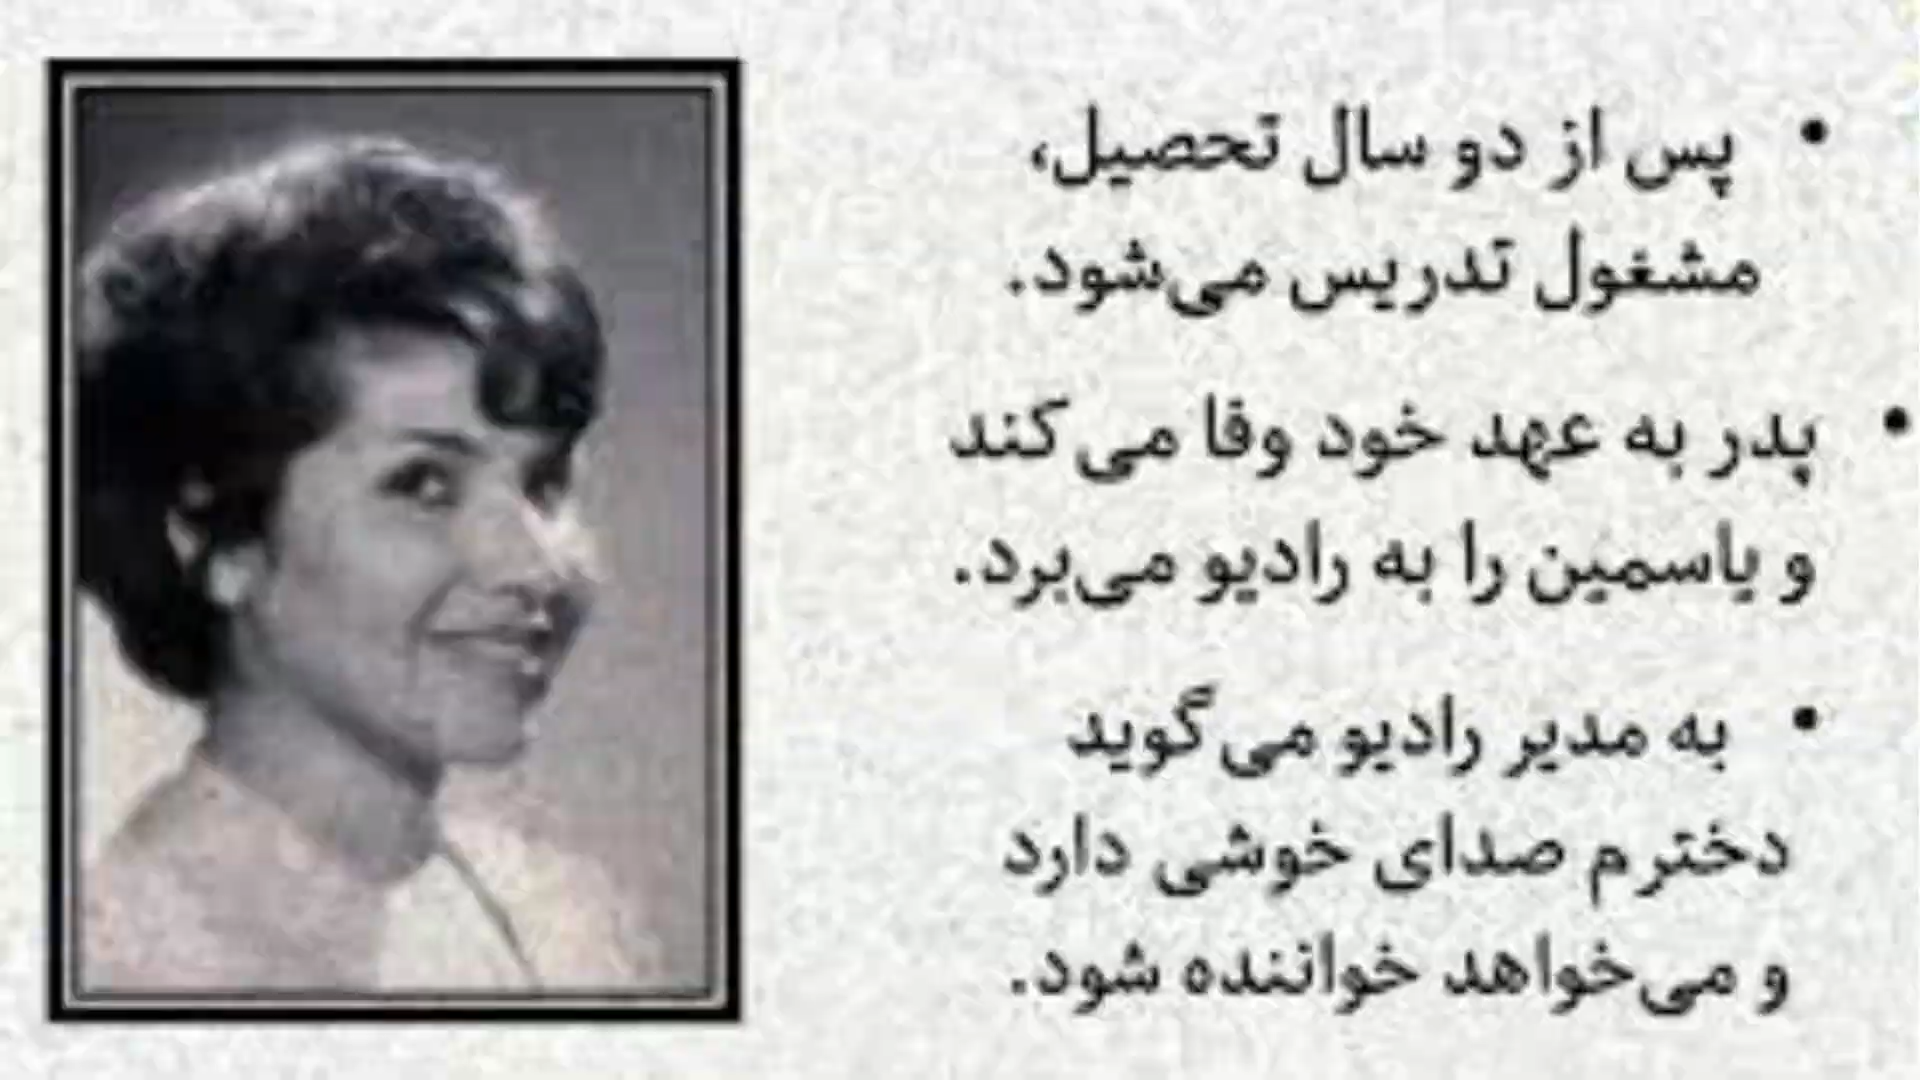 • پس از دو سال تحصیل،
مشغول تدریس می‌شود.
• پدر به عهد خود وفا می‌کند
و یاسمین را به رادیو می‌برد.
• به مدیر رادیو می‌گوید
دخترم صدای خوشی دارد
و می‌خواهد خواننده شود.